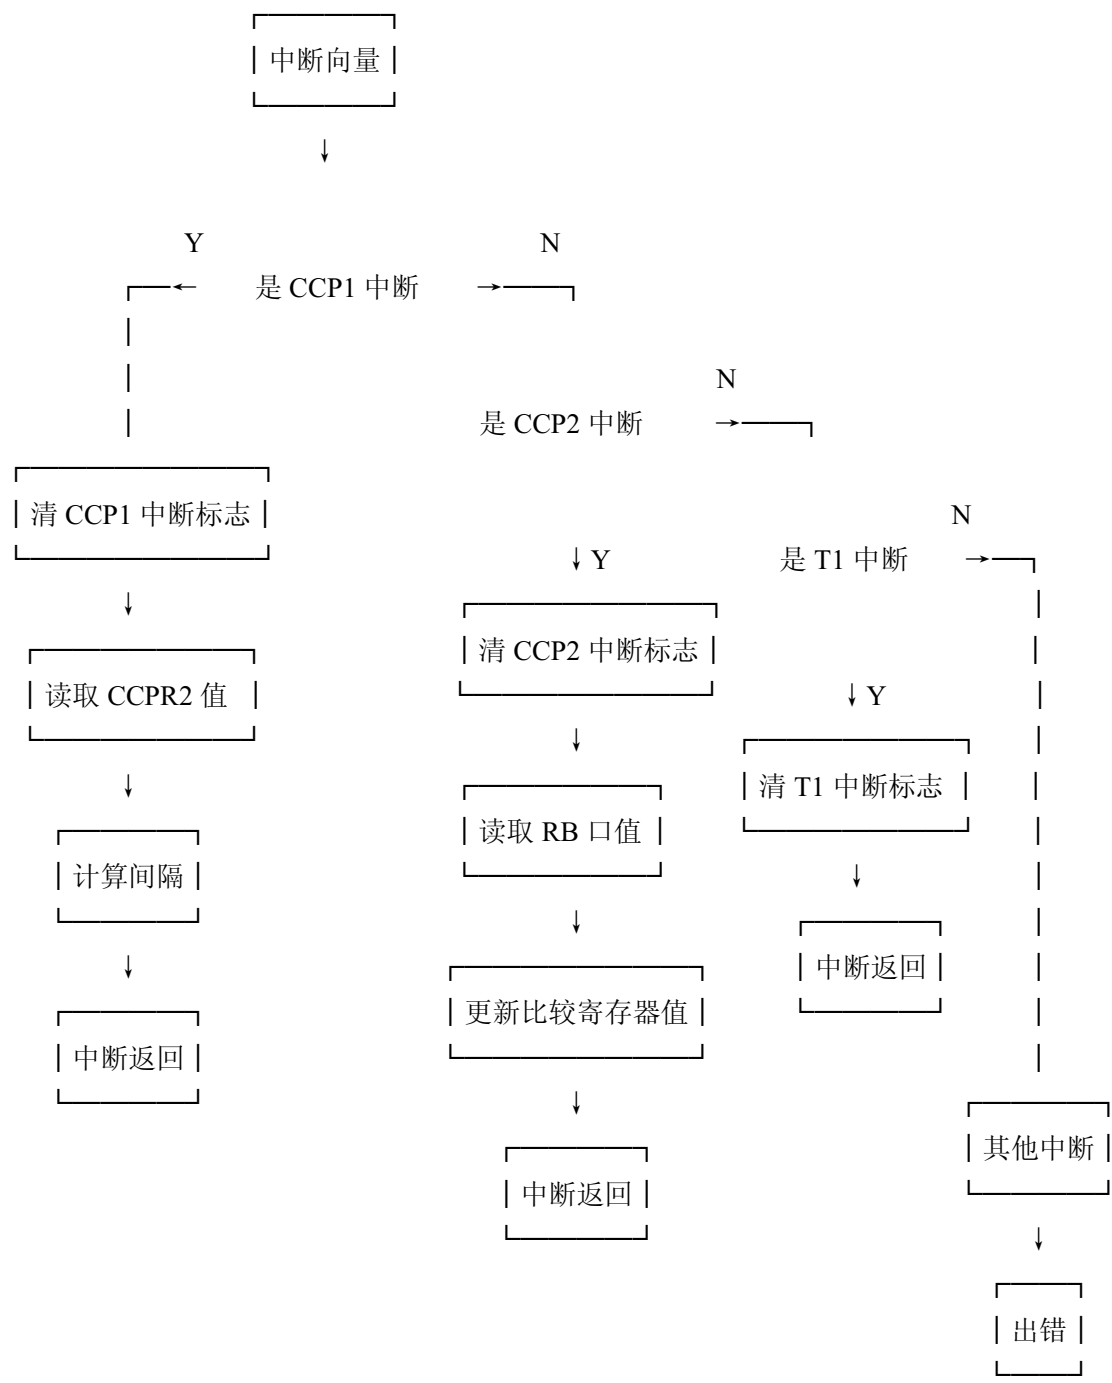 中断向量
Y
N
是 CCP1 中断
N
是 CCP2 中断
清 CCP1 中断标志
N
Y
是 T1 中断
清 CCP2 中断标志
读取 CCPR2 值
Y
清 T1 中断标志
读取 RB 口值
计算间隔
中断返回
更新比较寄存器值
中断返回
其他中断
中断返回
出错